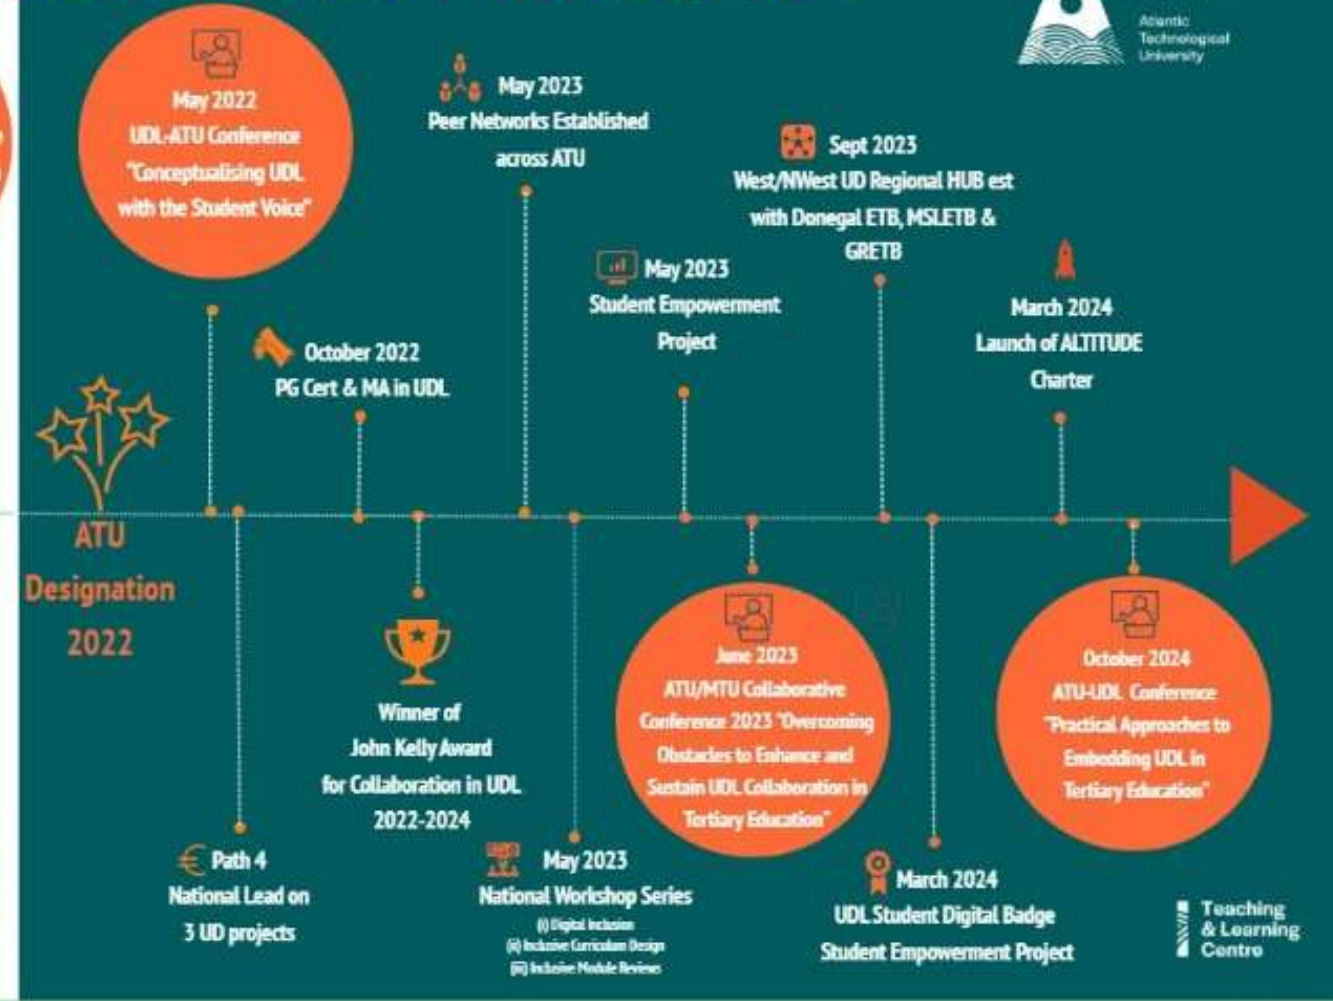 Atlantic
Technological
University
May 2022
UDL-ATU Conference
"Conceptualising UDL
with the Student Voice"
May 2023
Peer Networks Established
across ATU
Sept 2023
West/NWest UD Regional HUB est
with Donegal ETB, MSLETB &
GRETB
May 2023
Student Empowerment
Project
March 2024
Launch of ALTITUDE
Charter
October 2022
PG Cert & MA in UDL
ATU
Designation
2022
Path 4
National Lead on
3 UD projects
Winner of
John Kelly Award
for Collaboration in UDL
2022-2024
May 2023
National Workshop Series
(i) Digital Inclusion
(ii) Inclusive Curriculum Design
(iii) Inclusive Module Reviews
June 2023
ATU/MTU Collaborative
Conference 2023 "Overcoming
Obstacles to Enhance and
Sustain UDL Collaboration in
Tertiary Education"
March 2024
UDL Student Digital Badge
Student Empowerment Project
October 2024
ATU-UDL Conference
"Practical Approaches to
Embedding UDL in
Tertiary Education"
Teaching
& Learning
Centre